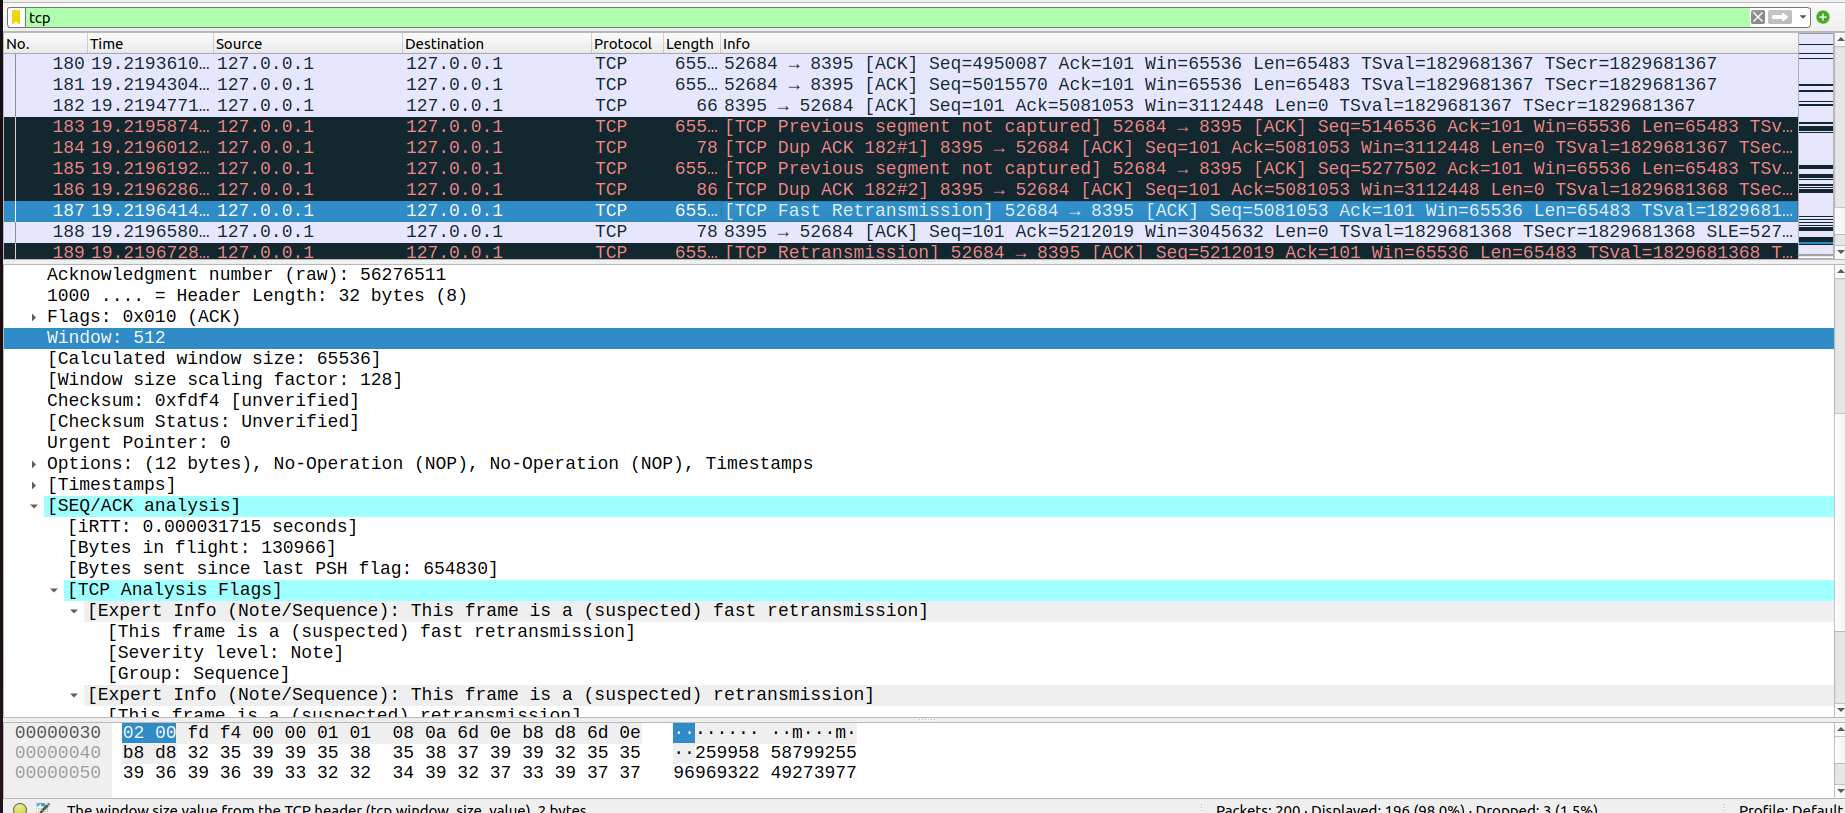 tcp
No. Time Source Destination Protocol Length Info
180 19.2193610… 127.0.0.1 127.0.0.1 TCP 655… 52684 → 8395 [ACK] Seq=4950087 Ack=101 Win=65536 Len=65483 TSval=1829681367 TSecr=1829681367
181 19.2194304… 127.0.0.1 127.0.0.1 TCP 655… 52684 → 8395 [ACK] Seq=5015570 Ack=101 Win=65536 Len=65483 TSval=1829681367 TSecr=1829681367
182 19.2194771… 127.0.0.1 127.0.0.1 TCP 66 8395 → 52684 [ACK] Seq=101 Ack=5081053 Win=3112448 Len=0 TSval=1829681367 TSecr=1829681367
183 19.2195874… 127.0.0.1 127.0.0.1 TCP 655… [TCP Previous segment not captured] 52684 → 8395 [ACK] Seq=5146536 Ack=101 Win=65536 Len=65483 TSv…
184 19.2196012… 127.0.0.1 127.0.0.1 TCP 78 [TCP Dup ACK 182#1] 8395 → 52684 [ACK] Seq=101 Ack=5081053 Win=3112448 Len=0 TSval=1829681367 TSec…
185 19.2196192… 127.0.0.1 127.0.0.1 TCP 655… [TCP Previous segment not captured] 52684 → 8395 [ACK] Seq=5277502 Ack=101 Win=65536 Len=65483 TSv…
186 19.2196286… 127.0.0.1 127.0.0.1 TCP 86 [TCP Dup ACK 182#2] 8395 → 52684 [ACK] Seq=101 Ack=5081053 Win=3112448 Len=0 TSval=1829681368 TSec…
187 19.2196414… 127.0.0.1 127.0.0.1 TCP 655… [TCP Fast Retransmission] 52684 → 8395 [ACK] Seq=5081053 Ack=101 Win=65536 Len=65483 TSval=1829681…
188 19.2196580… 127.0.0.1 127.0.0.1 TCP 78 8395 → 52684 [ACK] Seq=101 Ack=5212019 Win=3045632 Len=0 TSval=1829681368 TSecr=1829681368 SLE=527…
189 19.2196728… 127.0.0.1 127.0.0.1 TCP 655… [TCP Retransmission] 52684 → 8395 [ACK] Seq=5212019 Ack=101 Win=65536 Len=65483 TSval=1829681368 T…
Acknowledgment number (raw): 56276511
1000 .... = Header Length: 32 bytes (8)
Flags: 0x010 (ACK)
Window: 512
[Calculated window size: 65536]
[Window size scaling factor: 128]
Checksum: 0xfdf4 [unverified]
[Checksum Status: Unverified]
Urgent Pointer: 0
Options: (12 bytes), No-Operation (NOP), No-Operation (NOP), Timestamps
[Timestamps]
[SEQ/ACK analysis]
[iRTT: 0.000031715 seconds]
[Bytes in flight: 130966]
[Bytes sent since last PSH flag: 654830]
[TCP Analysis Flags]
[Expert Info (Note/Sequence): This frame is a (suspected) fast retransmission]
[This frame is a (suspected) fast retransmission]
[Severity level: Note]
[Group: Sequence]
[Expert Info (Note/Sequence): This frame is a (suspected) retransmission]
[This frame is a (suspected) retransmission]
00000030 02 00 fd f4 00 00 01 01 08 0a 6d 0e b8 d8 6d 0e ········ ··m···m·
00000040 b8 d8 32 35 39 39 35 38 35 38 37 39 39 32 35 35 ··259958 58799255
00000050 39 36 39 36 39 33 32 32 34 39 32 37 33 39 37 37 96969322 49273977
The window size value from the TCP header (tcp.window_size_value), 2 bytes Packets: 200 · Displayed: 196 (98.0%) · Dropped: 3 (1.5%) Profile: Default